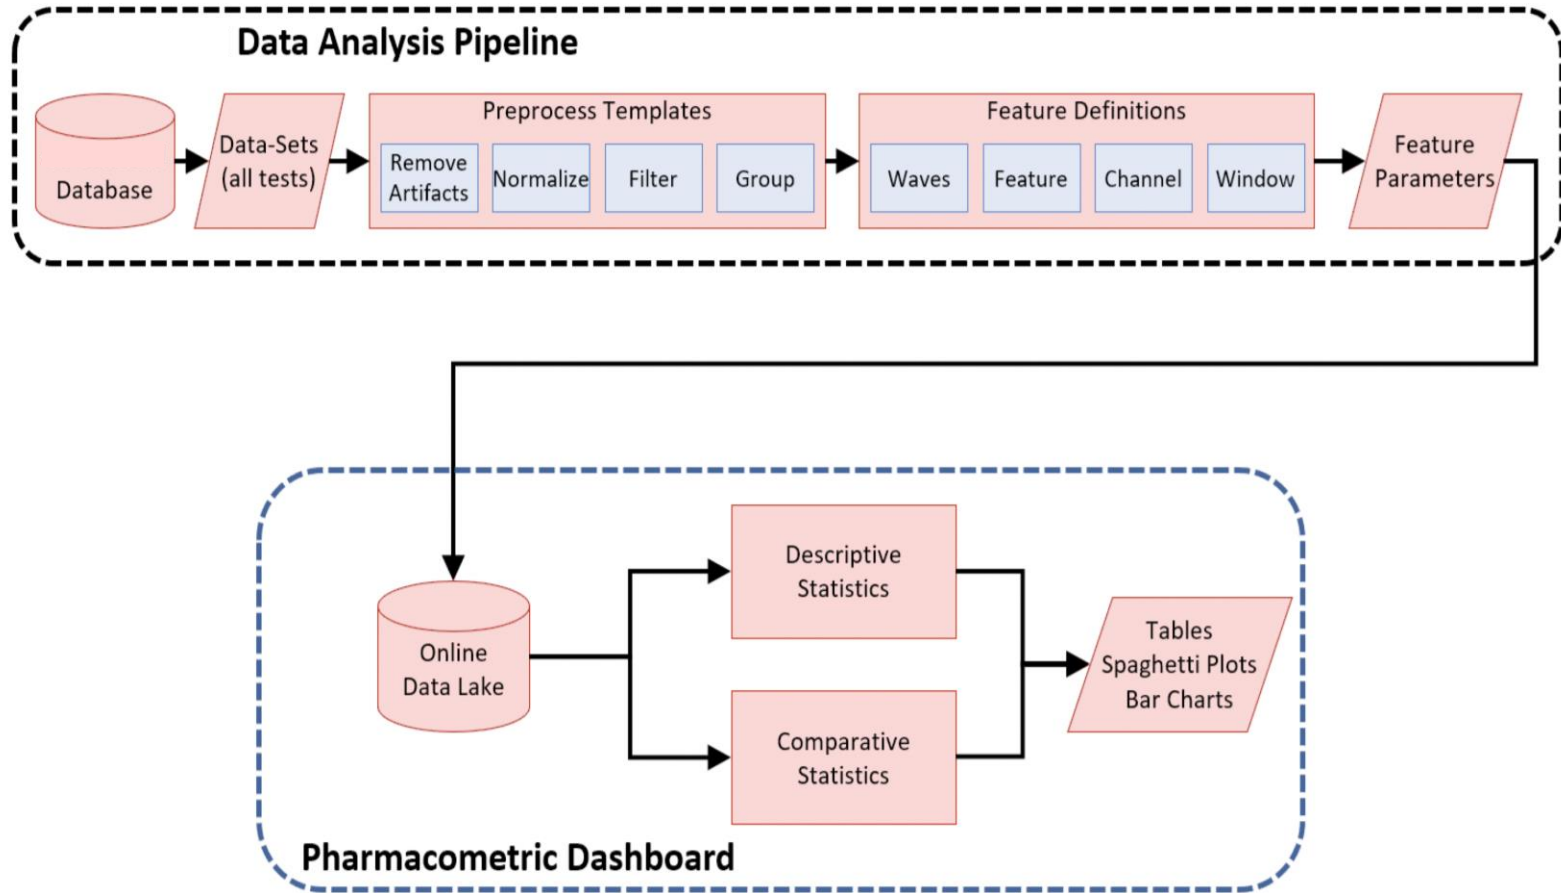 Data Analysis Pipeline
Database
Data-Sets
(all tests)
Preprocess Templates
Remove
Artifacts
Normalize
Filter
Group
Feature Definitions
Waves
Feature
Channel
Window
Feature
Parameters
Online
Data Lake
Descriptive
Statistics
Comparative
Statistics
Tables
Spaghetti Plots
Bar Charts
Pharmacometric Dashboard